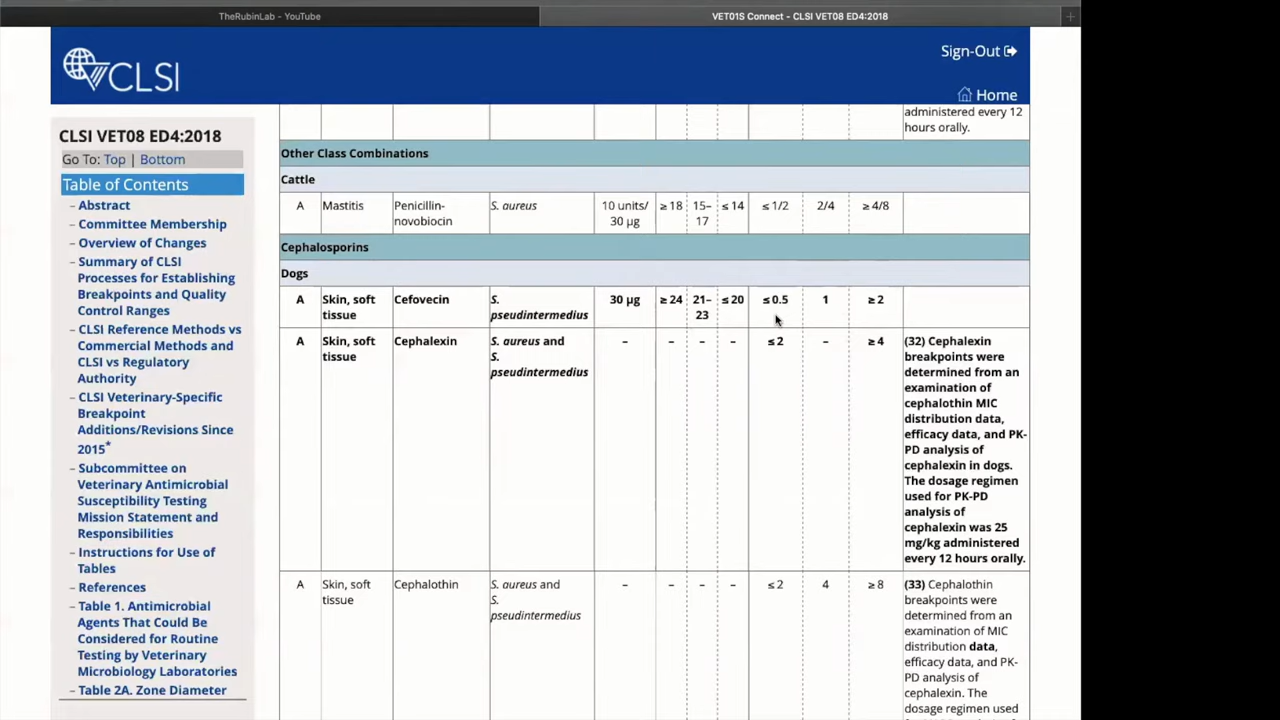 TheRubinLab - YouTube
VET01S Connect - CLSI VET08 ED4:2018
+
CLSI
Sign-Out
Home
CLSI VET08 ED4:2018
Go To: Top | Bottom
Table of Contents
– Abstract
– Committee Membership
– Overview of Changes
– Summary of CLSI
Processes for Establishing
Breakpoints and Quality
Control Ranges
– CLSI Reference Methods vs
Commercial Methods and
CLSI vs Regulatory
Authority
– CLSI Veterinary-Specific
Breakpoint
Additions/Revisions Since
2015*
– Subcommittee on
Veterinary Antimicrobial
Susceptibility Testing
Mission Statement and
Responsibilities
– Instructions for Use of
Tables
– References
– Table 1. Antimicrobial
Agents That Could Be
Considered for Routine
Testing by Veterinary
Microbiology Laboratories
– Table 2A. Zone Diameter
administered every 12
hours orally.
Other Class Combinations
Cattle
A Mastitis Penicillin- S. aureus 10 units/ ≥ 18 15– ≤ 14 ≤ 1/2 2/4 ≥ 4/8
novobiocin 30 µg 17
Cephalosporins
Dogs
A Skin, soft Cefovecin S. 30 µg ≥ 24 21– ≤ 20 ≤ 0.5 1 ≥ 2
tissue pseudintermedius 23
A Skin, soft Cephalexin S. aureus and – – – – ≤ 2 – ≥ 4 (32) Cephalexin
tissue S. breakpoints were
pseudintermedius determined from an
examination of
cephalothin MIC
distribution data,
efficacy data, and PK-
PD analysis of
cephalexin in dogs.
The dosage regimen
used for PK-PD
analysis of
cephalexin was 25
mg/kg administered
every 12 hours orally.
A Skin, soft Cephalothin S. aureus and – – – – ≤ 2 4 ≥ 8 (33) Cephalothin
tissue S. breakpoints were
pseudintermedius determined from an
examination of MIC
distribution data,
efficacy data, and PK-
PD analysis of
cephalexin. The
dosage regimen used